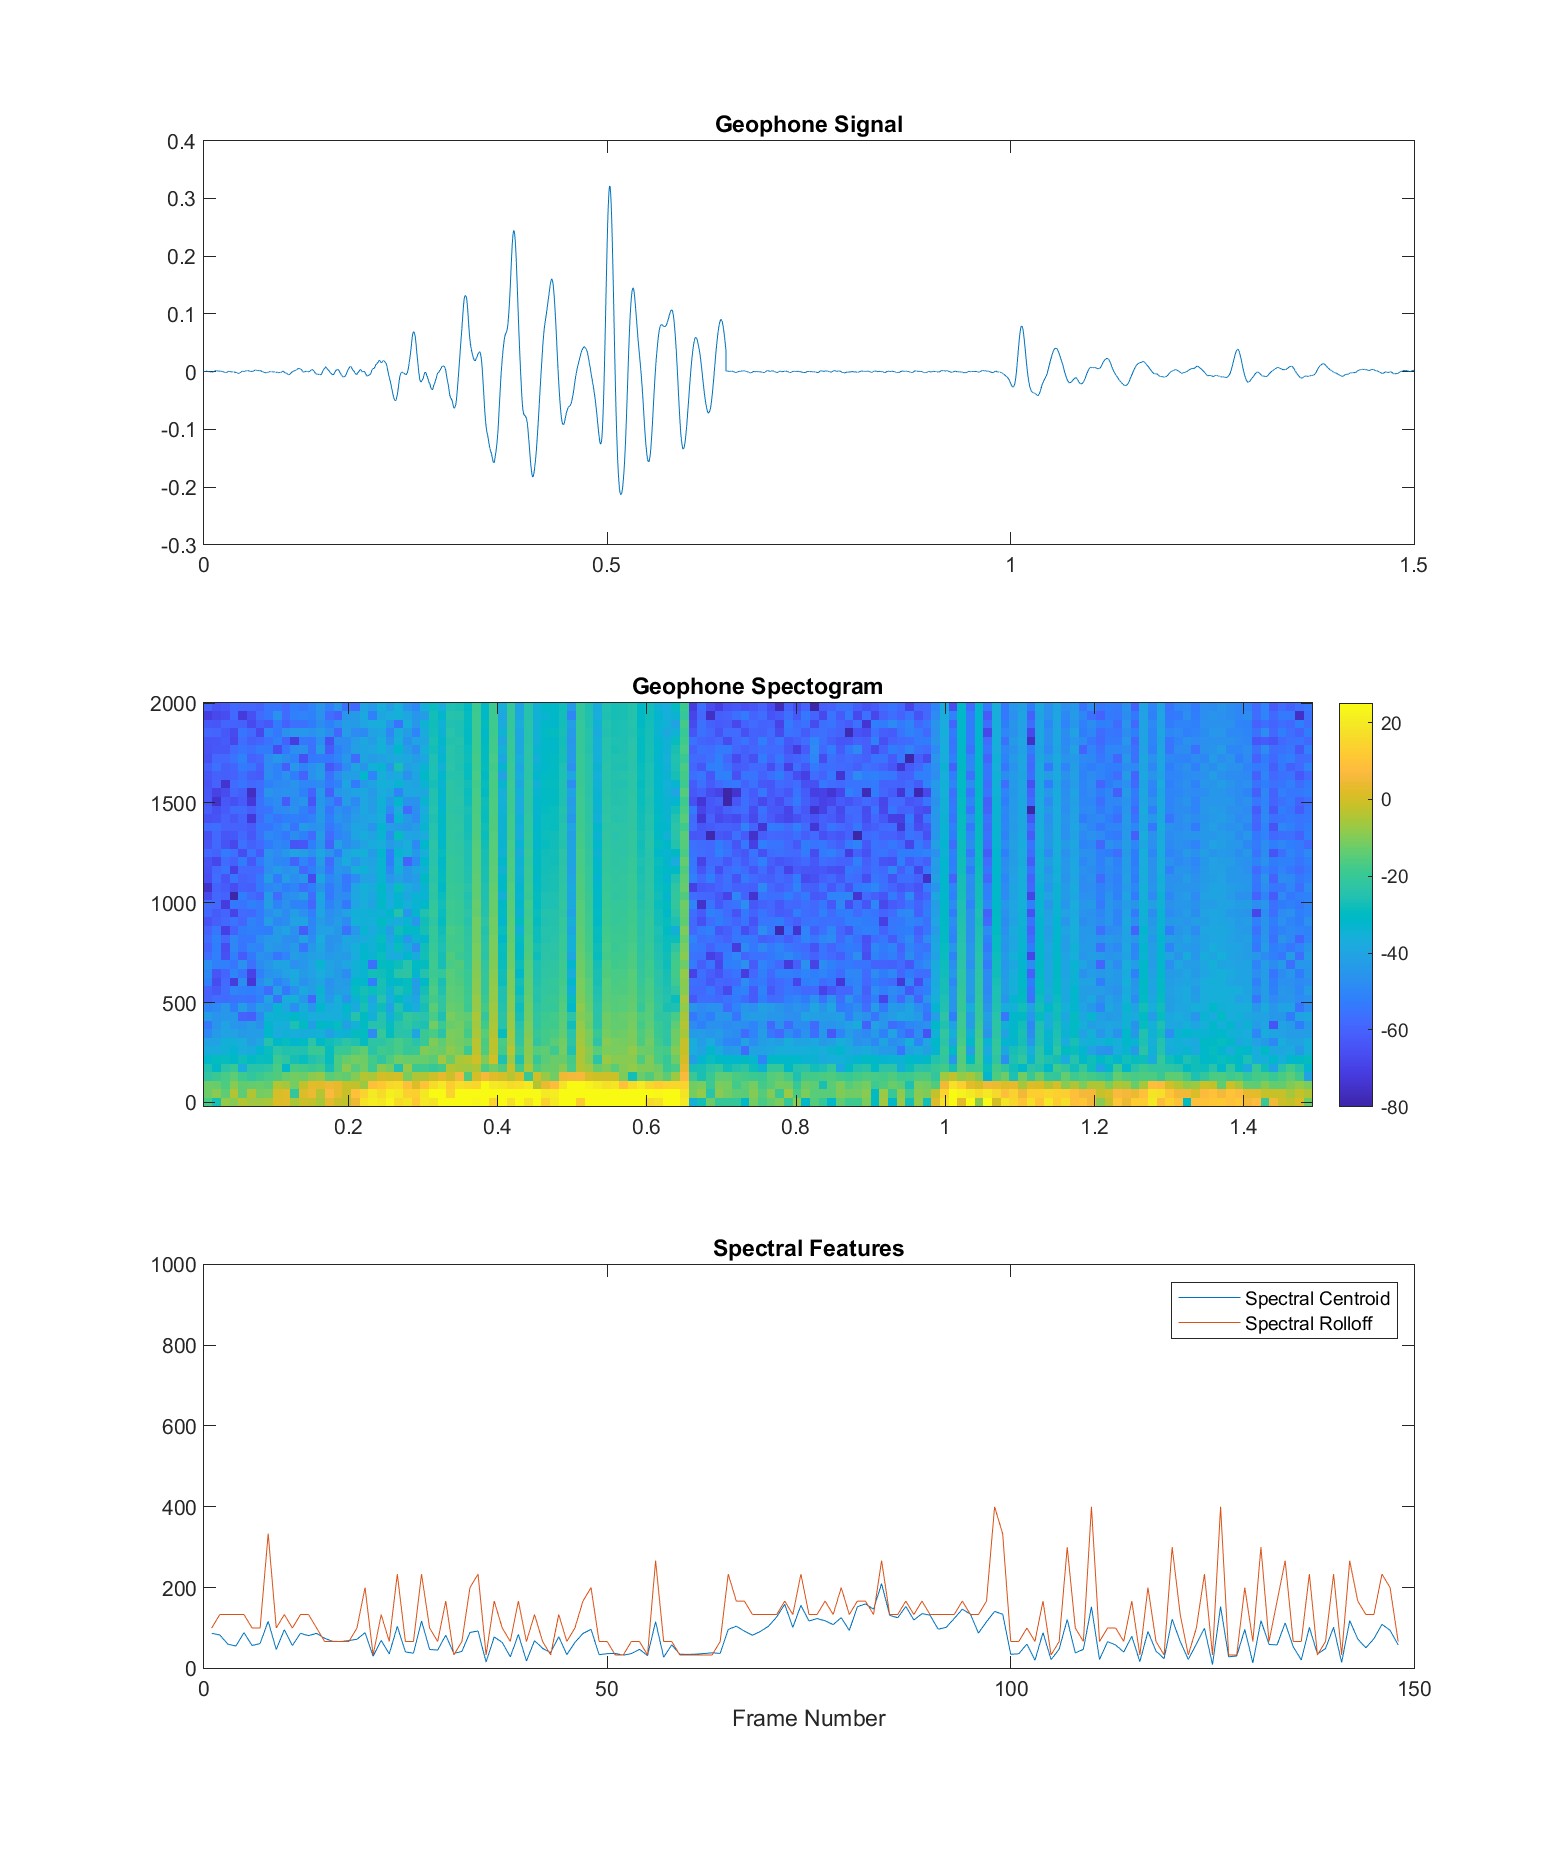 Geophone Signal
0.4
0.3
0.2
0.1
0
-0.1
-0.2
-0.3
0 0.5 1 1.5
Geophone Spectogram
2000
1500
1000
500
0
0.2 0.4 0.6 0.8 1 1.2 1.4
20
0
-20
-40
-60
-80
Spectral Features
1000
800
600
400
200
0
Spectral Centroid
Spectral Rolloff
0 50 100 150
Frame Number